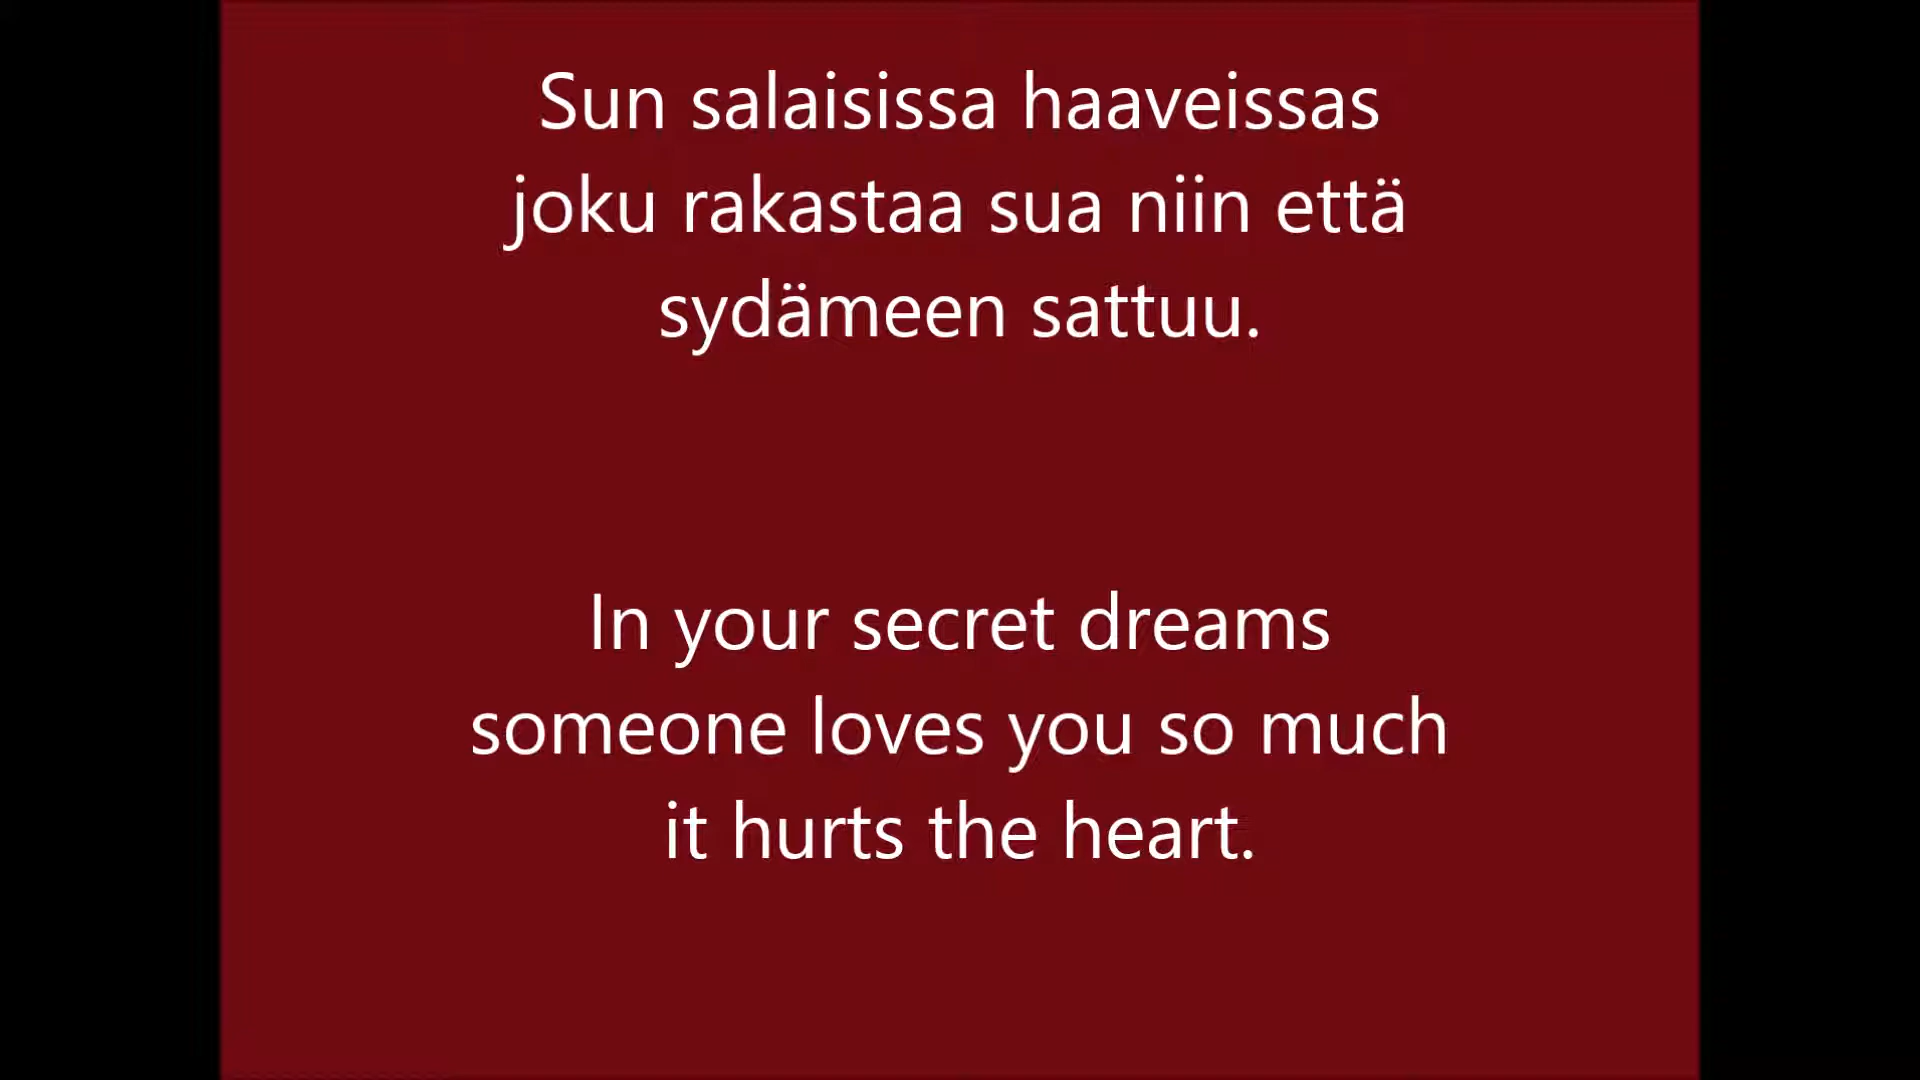 Sun salaisissa haaveissas
joku rakastaa sua niin että
sydämeen sattuu.
In your secret dreams
someone loves you so much
it hurts the heart.